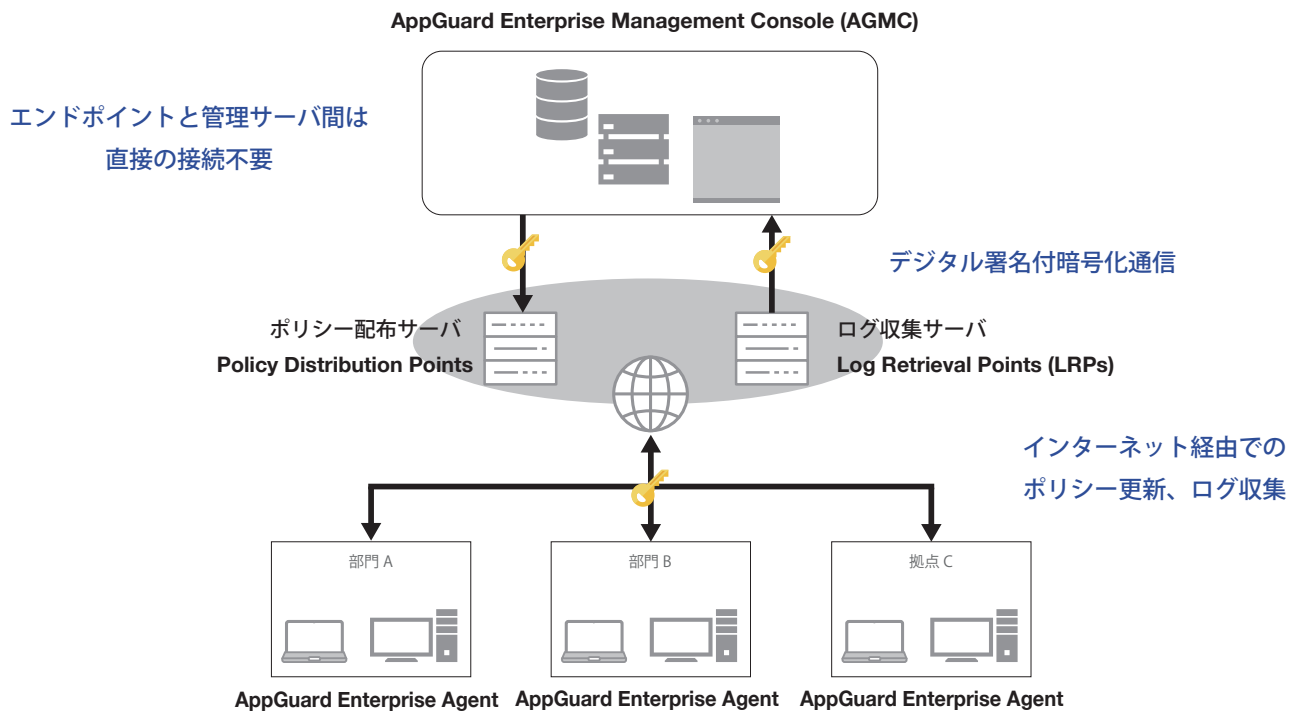 AppGuard Enterprise Management Console (AGMC)
エンドポイントと管理サーバ間は
直接の接続不要
デジタル署名付暗号化通信
ポリシー配布サーバ
Policy Distribution Points
ログ収集サーバ
Log Retrieval Points (LRPs)
インターネット経由での
ポリシー更新、ログ収集
部門 A
部門 B
拠点 C
AppGuard Enterprise Agent
AppGuard Enterprise Agent
AppGuard Enterprise Agent